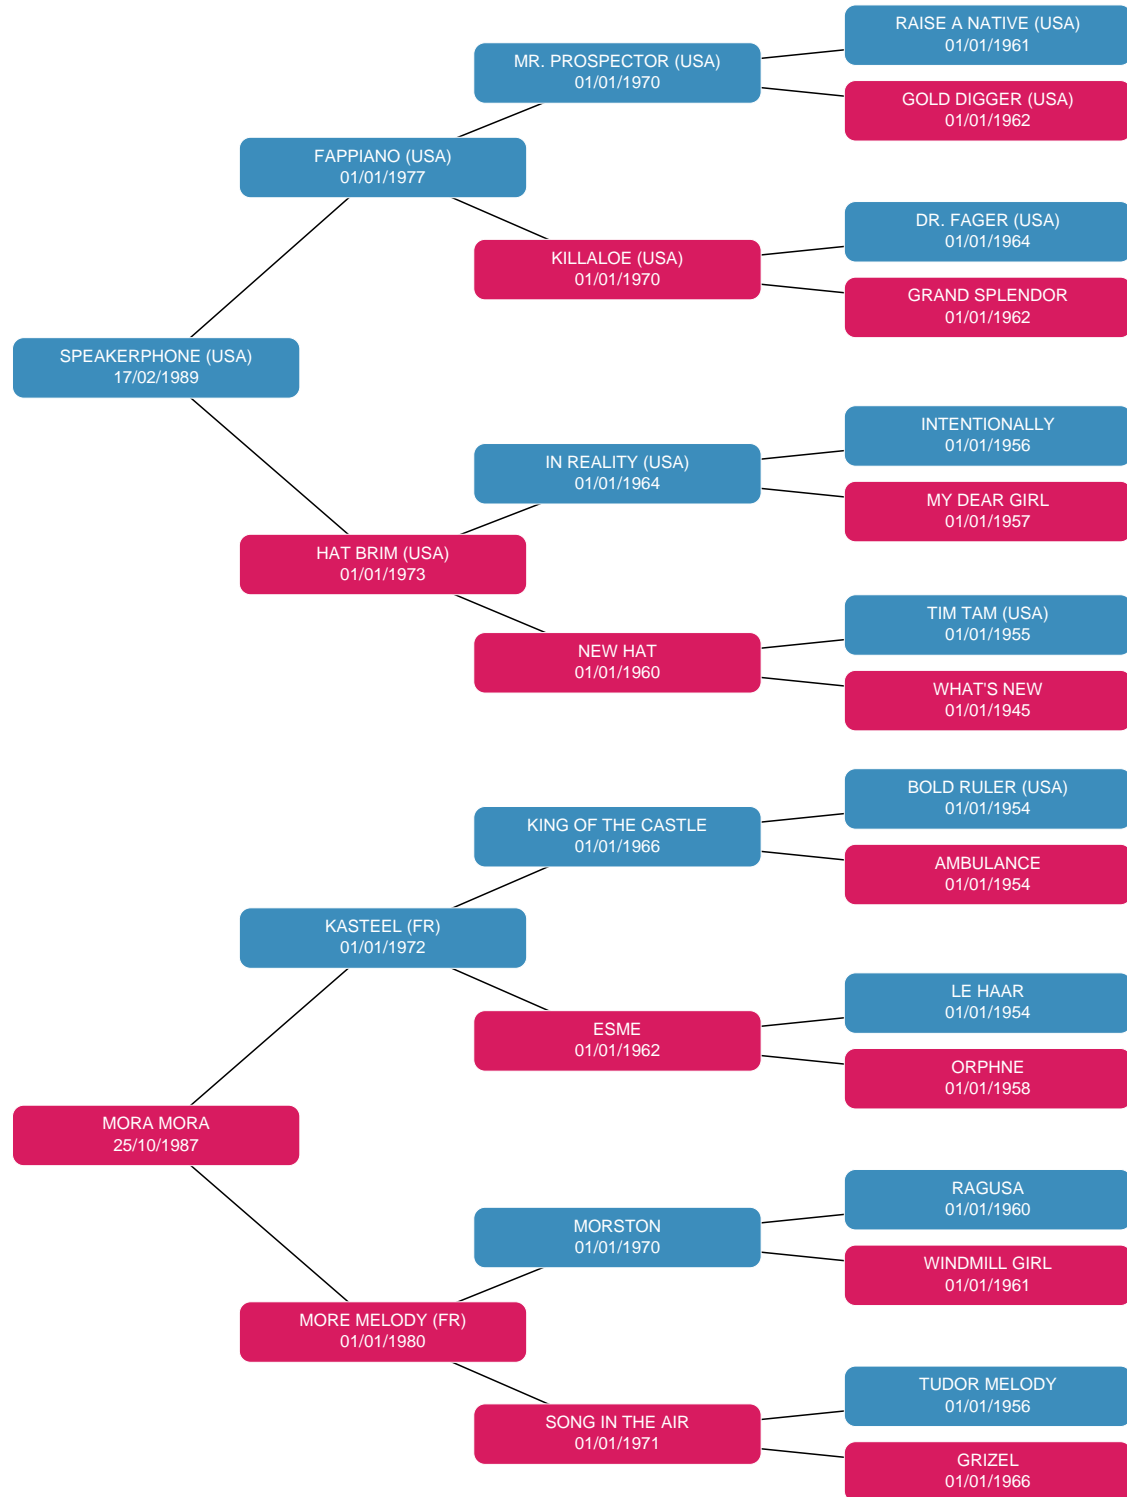 RAISE A NATIVE (USA)
01/01/1961
MR. PROSPECTOR (USA)
01/01/1970
GOLD DIGGER (USA)
01/01/1962
FAPPIANO (USA)
01/01/1977
DR. FAGER (USA)
01/01/1964
KILLALOE (USA)
01/01/1970
GRAND SPLENDOR
01/01/1962
SPEAKERPHONE (USA)
17/02/1989
INTENTIONALLY
01/01/1956
IN REALITY (USA)
01/01/1964
MY DEAR GIRL
01/01/1957
HAT BRIM (USA)
01/01/1973
TIM TAM (USA)
01/01/1955
NEW HAT
01/01/1960
WHAT'S NEW
01/01/1945
BOLD RULER (USA)
01/01/1954
KING OF THE CASTLE
01/01/1966
AMBULANCE
01/01/1954
KASTEEL (FR)
01/01/1972
LE HAAR
01/01/1954
ESME
01/01/1962
ORPHNE
01/01/1958
MORA MORA
25/10/1987
RAGUSA
01/01/1960
MORSTON
01/01/1970
WINDMILL GIRL
01/01/1961
MORE MELODY (FR)
01/01/1980
TUDOR MELODY
01/01/1956
SONG IN THE AIR
01/01/1971
GRIZEL
01/01/1966